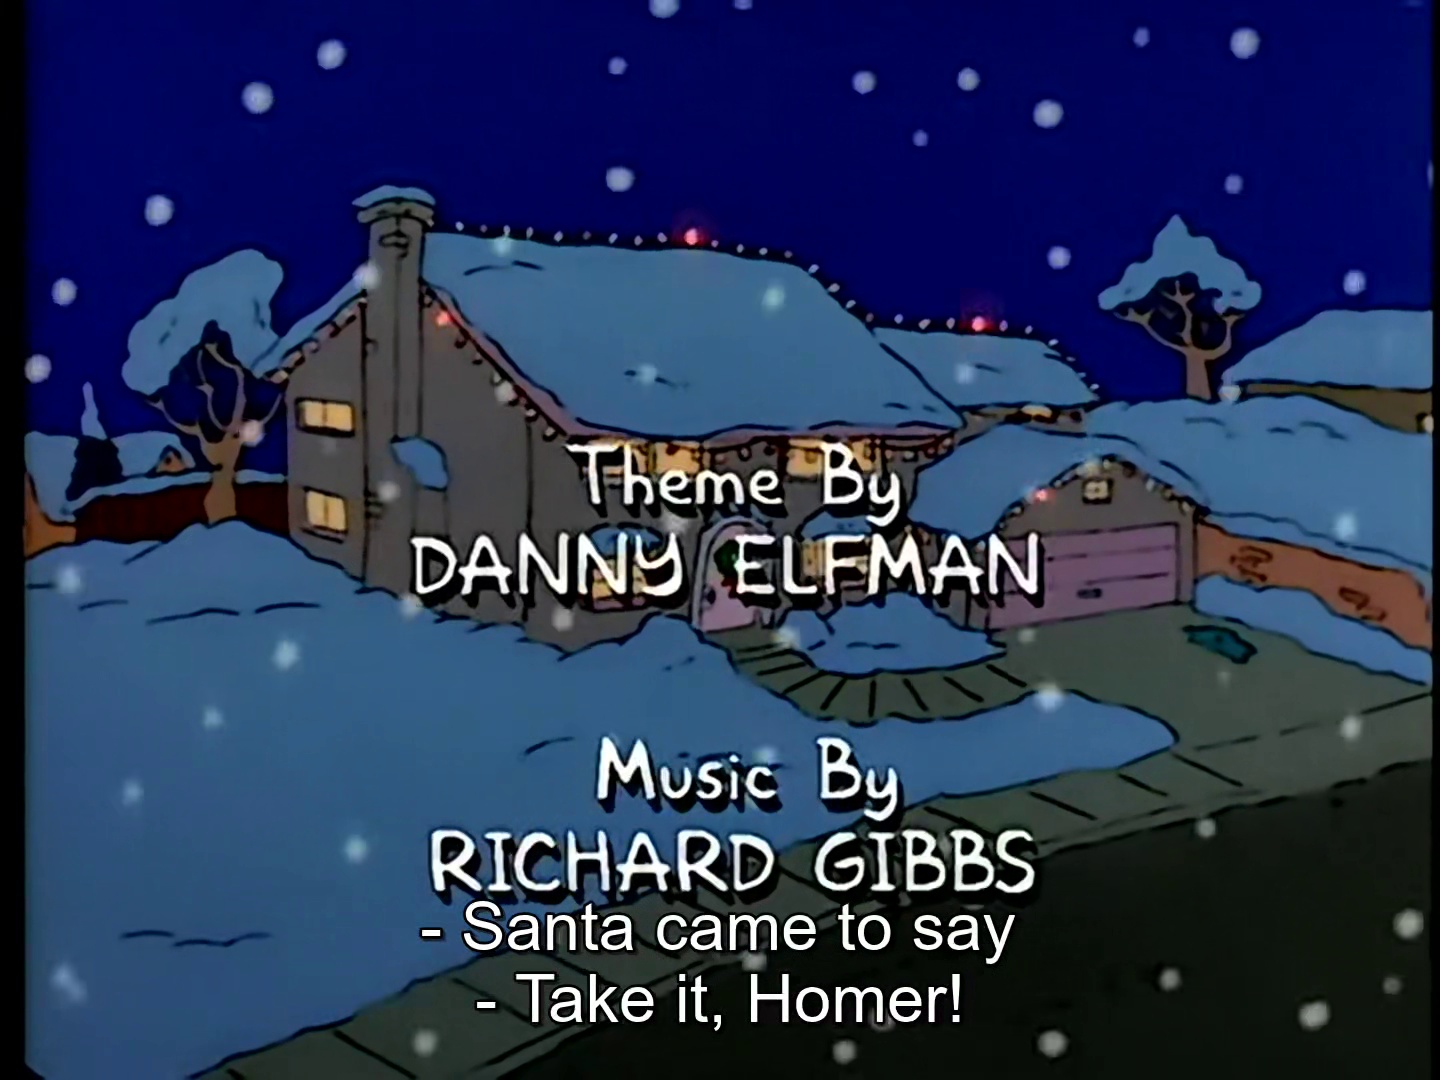 Theme By
DANNY ELFMAN
Music By
RICHARD GIBBS
- Santa came to say
- Take it, Homer!